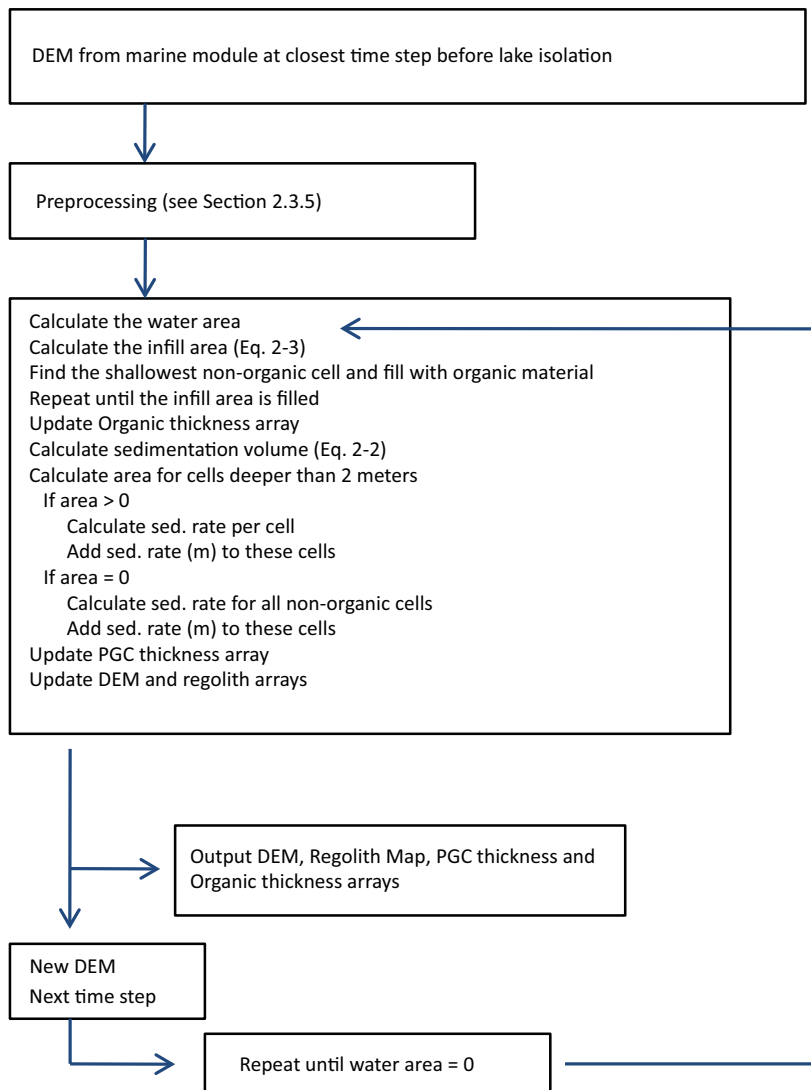 DEM from marine module at closest time step before lake isolation
Preprocessing (see Section 2.3.5)
Calculate the water area
Calculate the infill area (Eq. 2-3)
Find the shallowest non-organic cell and fill with organic material
Repeat until the infill area is filled
Update Organic thickness array
Calculate sedimentation volume (Eq. 2-2)
Calculate area for cells deeper than 2 meters
If area > 0
Calculate sed. rate per cell
Add sed. rate (m) to these cells
If area = 0
Calculate sed. rate for all non-organic cells
Add sed. rate (m) to these cells
Update PGC thickness array
Update DEM and regolith arrays
Output DEM, Regolith Map, PGC thickness and
Organic thickness arrays
New DEM
Next time step
Repeat until water area = 0